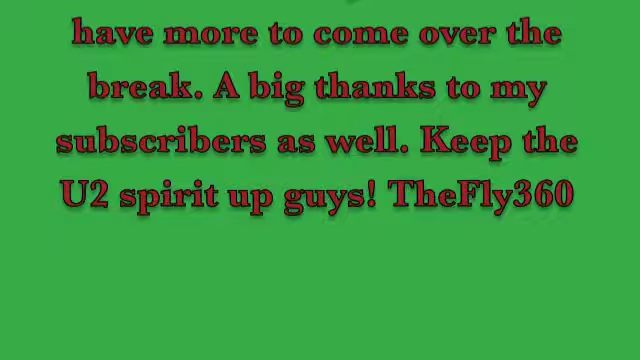 have more to come over the
break. A big thanks to my
subscribers as well. Keep the
U2 spirit up guys! TheFly360